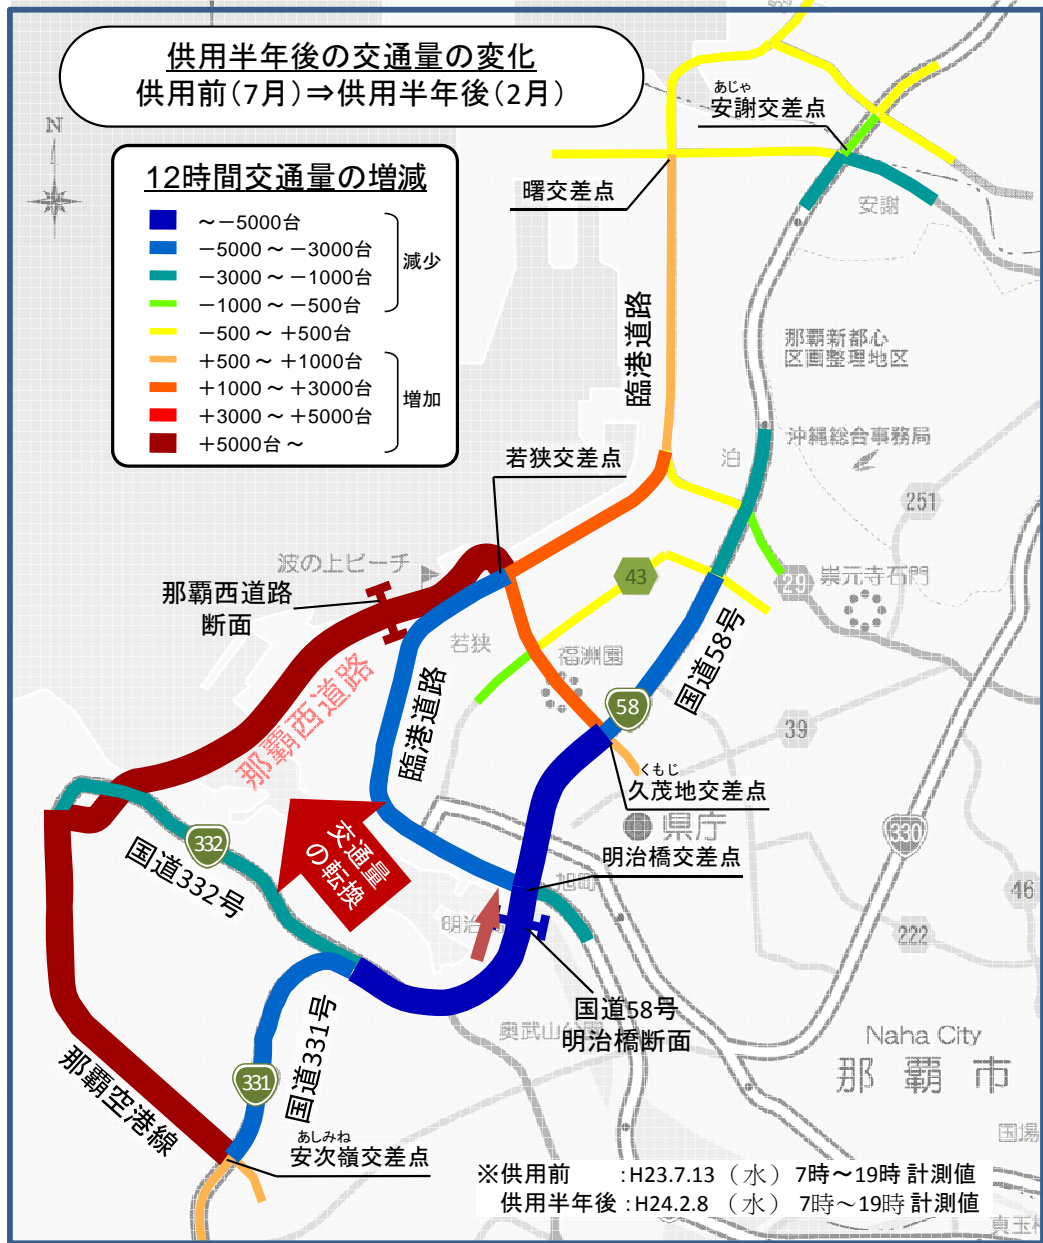 供用半年後の交通量の変化
供用前(7月)⇒供用半年後(2月)
N
12時間交通量の増減
～－5000台
－5000～－3000台
－3000～－1000台
－1000～－500台
減少
－500～＋500台
＋500～＋1000台
＋1000～＋3000台
＋3000～＋5000台
＋5000台～
増加
あじゃ
安謝交差点
曙交差点
安謝
臨港道路
那覇新都心
区画整理地区
沖縄総合事務局
泊
251
若狭交差点
波の上ビーチ
43
29
崇元寺石門
那覇西道路
断面
若狭
福洲園
国道58号
58
那覇西道路
臨港道路
39
くもじ
久茂地交差点
県庁
330
明治橋交差点
旭町
46
332
国道332号
交通量
の転換
明治橋
222
国道58号
明治橋断面
奥武山公園
国道331号
331
Naha City
那覇市
那覇空港線
あしみね
安次嶺交差点
国場
※供用前　　：H23.7.13（水）7時～19時 計測値
供用半年後：H24.2.8（水）7時～19時 計測値